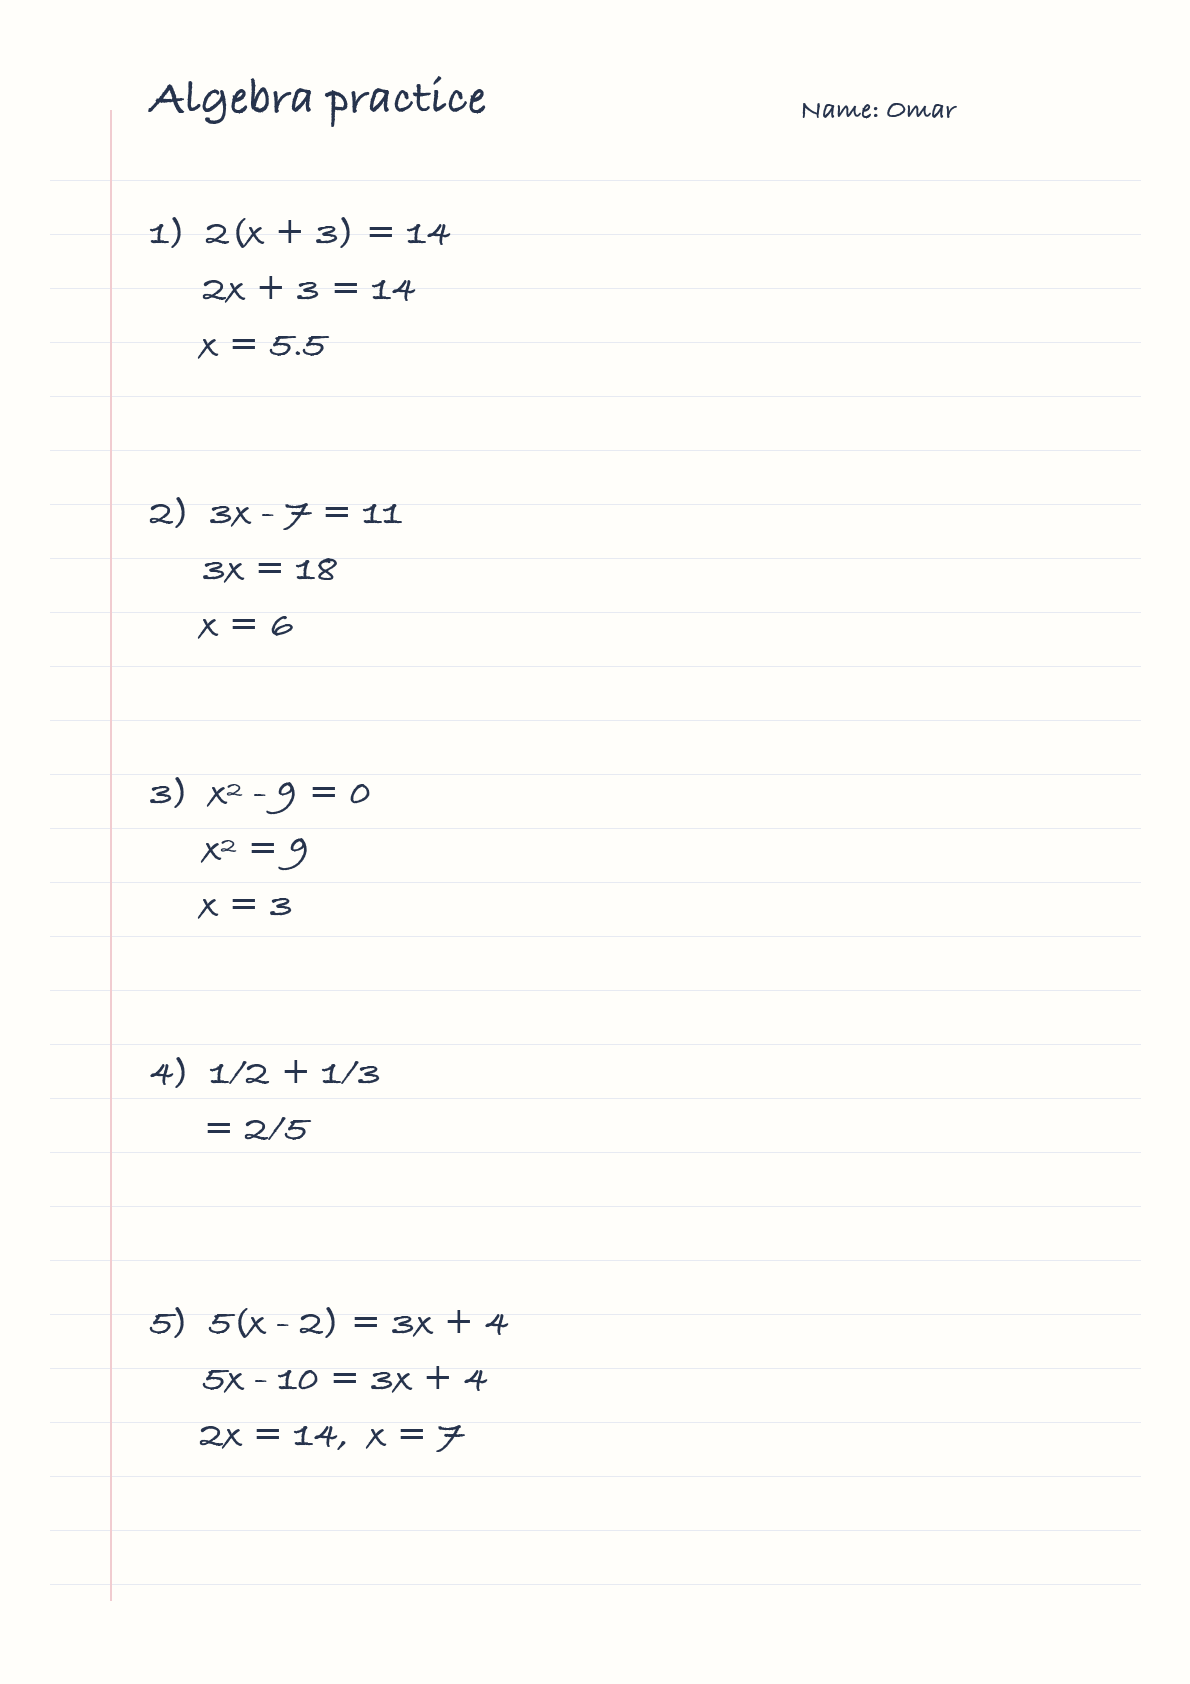 Algebra practice
Name: Omar
1) 2(x + 3) = 14
2x + 3 = 14
x = 5.5
2) 3x - 7 = 11
3x = 18
x = 6
3) x² - 9 = 0
x² = 9
x = 3
4) 1/2 + 1/3
= 2/5
5) 5(x - 2) = 3x + 4
5x - 10 = 3x + 4
2x = 14, x = 7